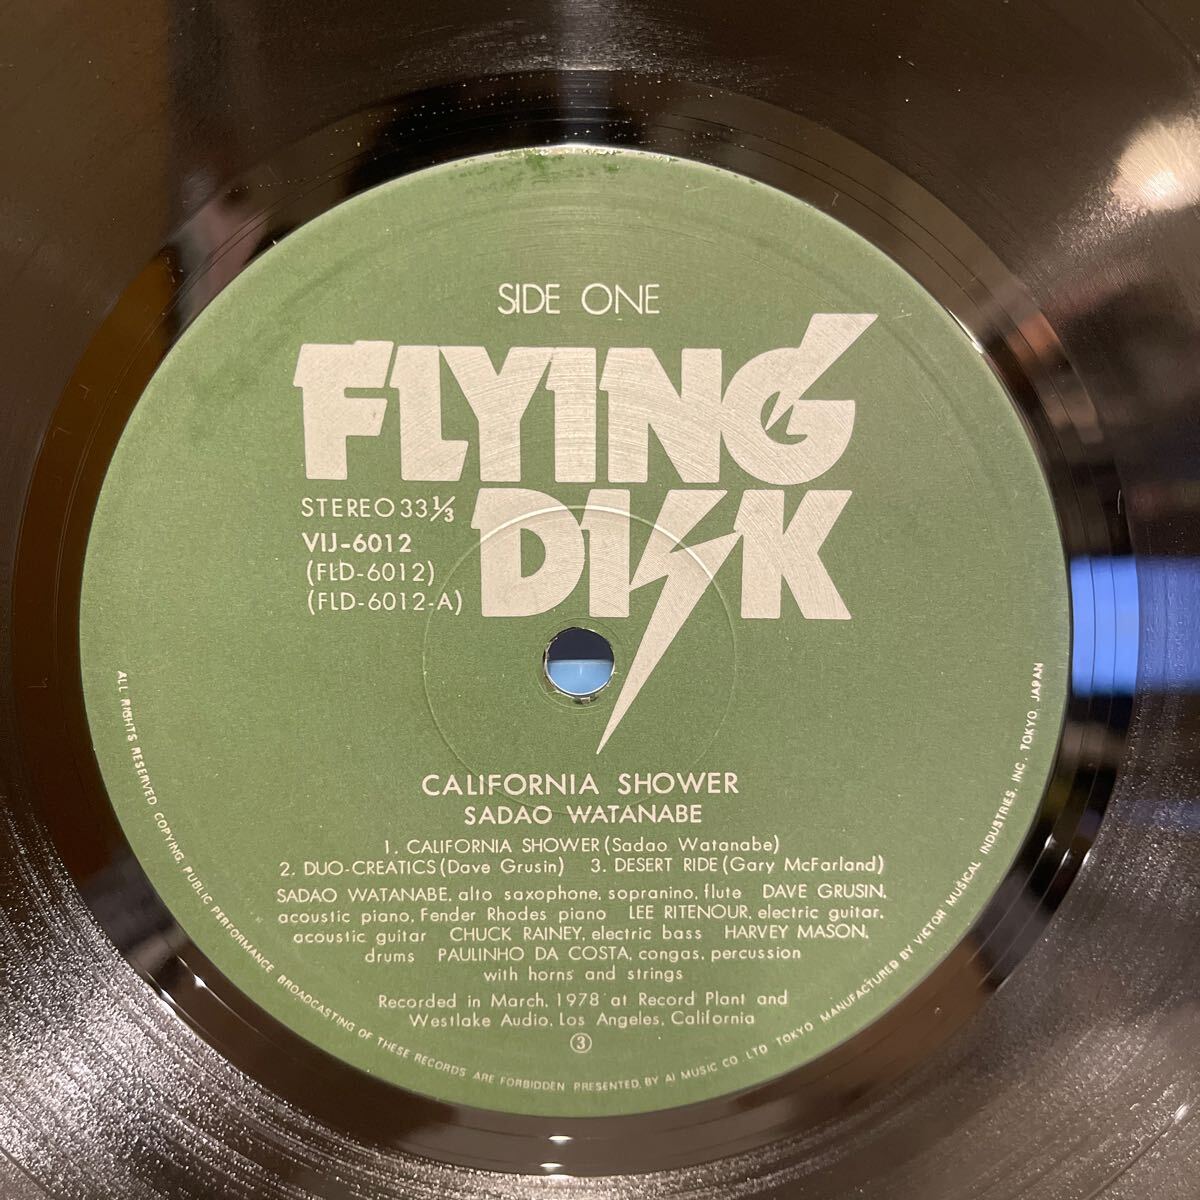 SIDE ONE
FLYING
DISK
STEREO 33 1/3
VIJ-6012
(FLD-6012)
(FLD-6012-A)
CALIFORNIA SHOWER
SADAO WATANABE
1. CALIFORNIA SHOWER (Sadao Watanabe)
2. DUO-CREATICS (Dave Grusin) 3. DESERT RIDE (Gary McFarland)
SADAO WATANABE, alto saxophone, sopranino, flute DAVE GRUSIN,
acoustic piano, Fender Rhodes piano LEE RITENOUR, electric guitar,
acoustic guitar CHUCK RAINEY, electric bass HARVEY MASON,
drums PAULINHO DA COSTA, congas, percussion
with horns and strings
Recorded in March, 1978 at Record Plant and
Westlake Audio, Los Angeles, California
③
ALL RIGHTS RESERVED COPYING, PUBLIC PERFORMANCE BROADCASTING OF THESE RECORDS ARE FORBIDDEN PRESENTED, BY AI MUSIC CO. LTD TOKYO MANUFACTURED BY VICTOR MUSICAL INDUSTRIES, INC. TOKYO, JAPAN